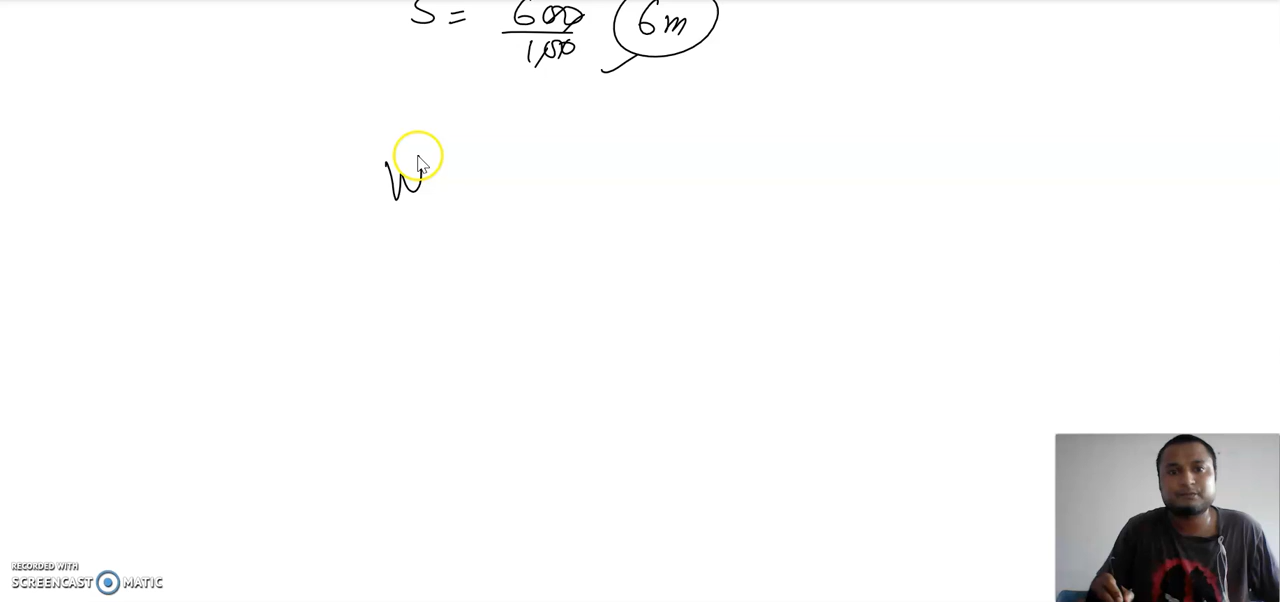 S = 600/100 6m
W
RECORDED WITH
SCREENCAST MATIC